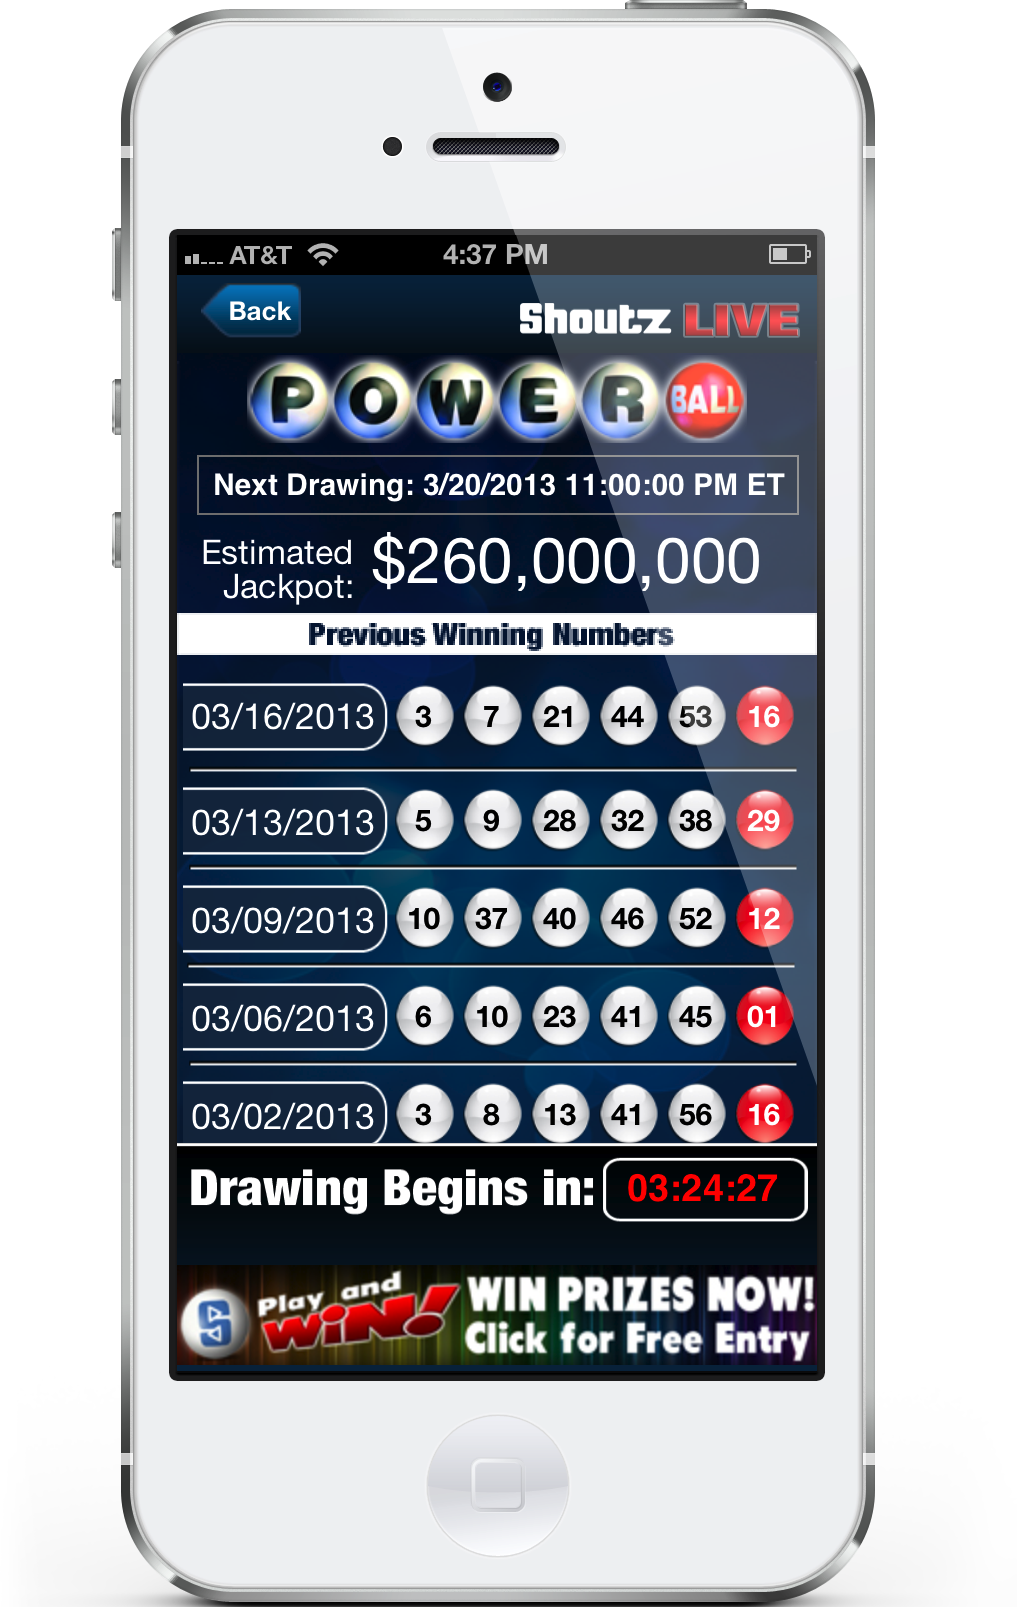 AT&T 4:37 PM
Back
Shoutz LIVE
POWER BALL
Next Drawing: 3/20/2013 11:00:00 PM ET
Estimated Jackpot: $260,000,000
Previous Winning Numbers
03/16/2013 3 7 21 44 53 16
03/13/2013 5 9 28 32 38 29
03/09/2013 10 37 40 46 52 12
03/06/2013 6 10 23 41 45 01
03/02/2013 3 8 13 41 56 16
Drawing Begins in: 03:24:27
S Play and WiN! WIN PRIZES NOW!
Click for Free Entry